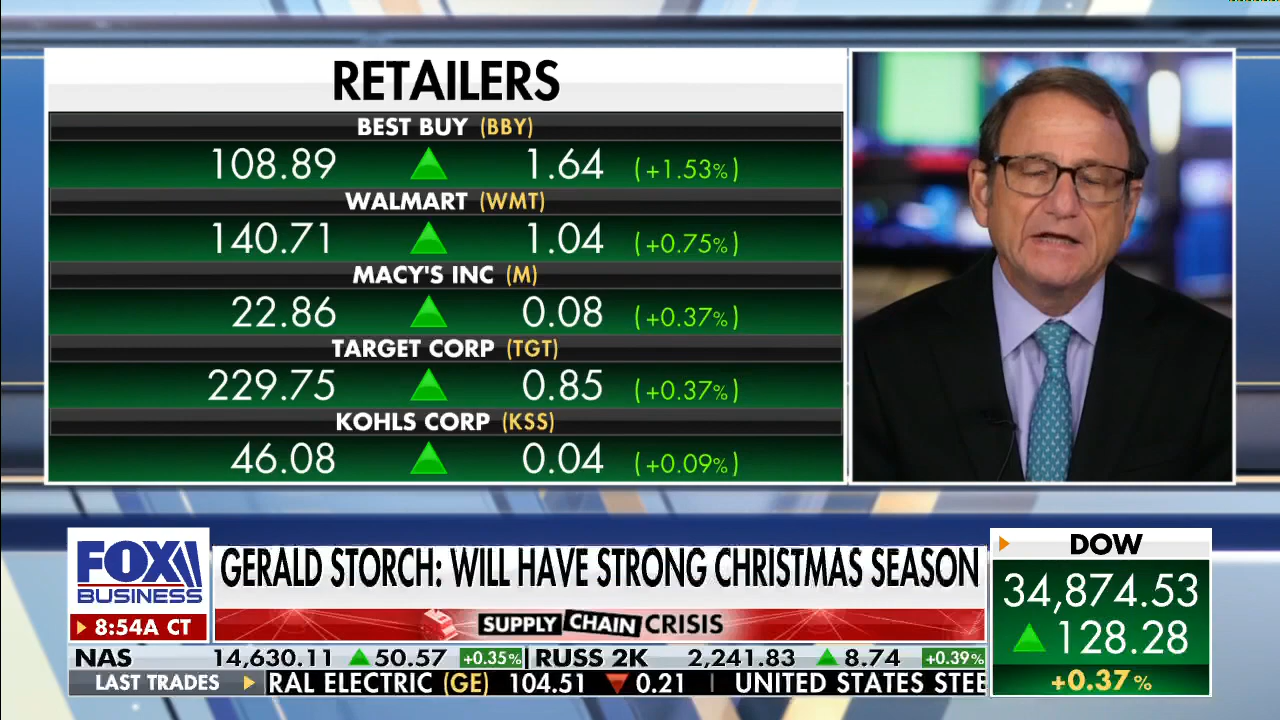 RETAILERS
BEST BUY (BBY)
108.89 ▲ 1.64 (+1.53%)
WALMART (WMT)
140.71 ▲ 1.04 (+0.75%)
MACY'S INC (M)
22.86 ▲ 0.08 (+0.37%)
TARGET CORP (TGT)
229.75 ▲ 0.85 (+0.37%)
KOHLS CORP (KSS)
46.08 ▲ 0.04 (+0.09%)
FOX
BUSINESS
8:54A CT
GERALD STORCH: WILL HAVE STRONG CHRISTMAS SEASON
SUPPLY CHAIN CRISIS
DOW
34,874.53
▲ 128.28
+0.37%
NAS 14,630.11 ▲ 50.57 +0.35% RUSS 2K 2,241.83 ▲ 8.74 +0.39%
LAST TRADES RAL ELECTRIC (GE) 104.51 ▼ 0.21 | UNITED STATES STEE